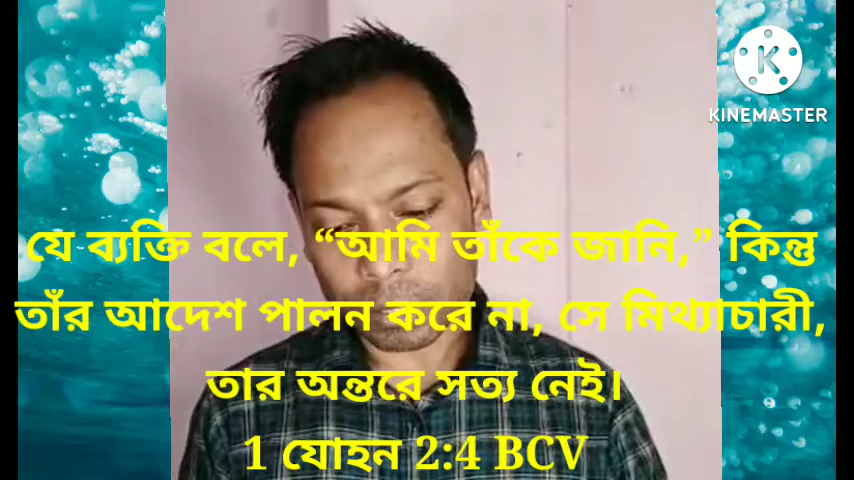 KINEMASTER
যে ব্যক্তি বলে, “আমি তাঁকে জানি,” কিন্তু
তাঁর আদেশ পালন করে না, সে মিথ্যাচারী,
তার অন্তরে সত্য নেই।
1 যোহন 2:4 BCV